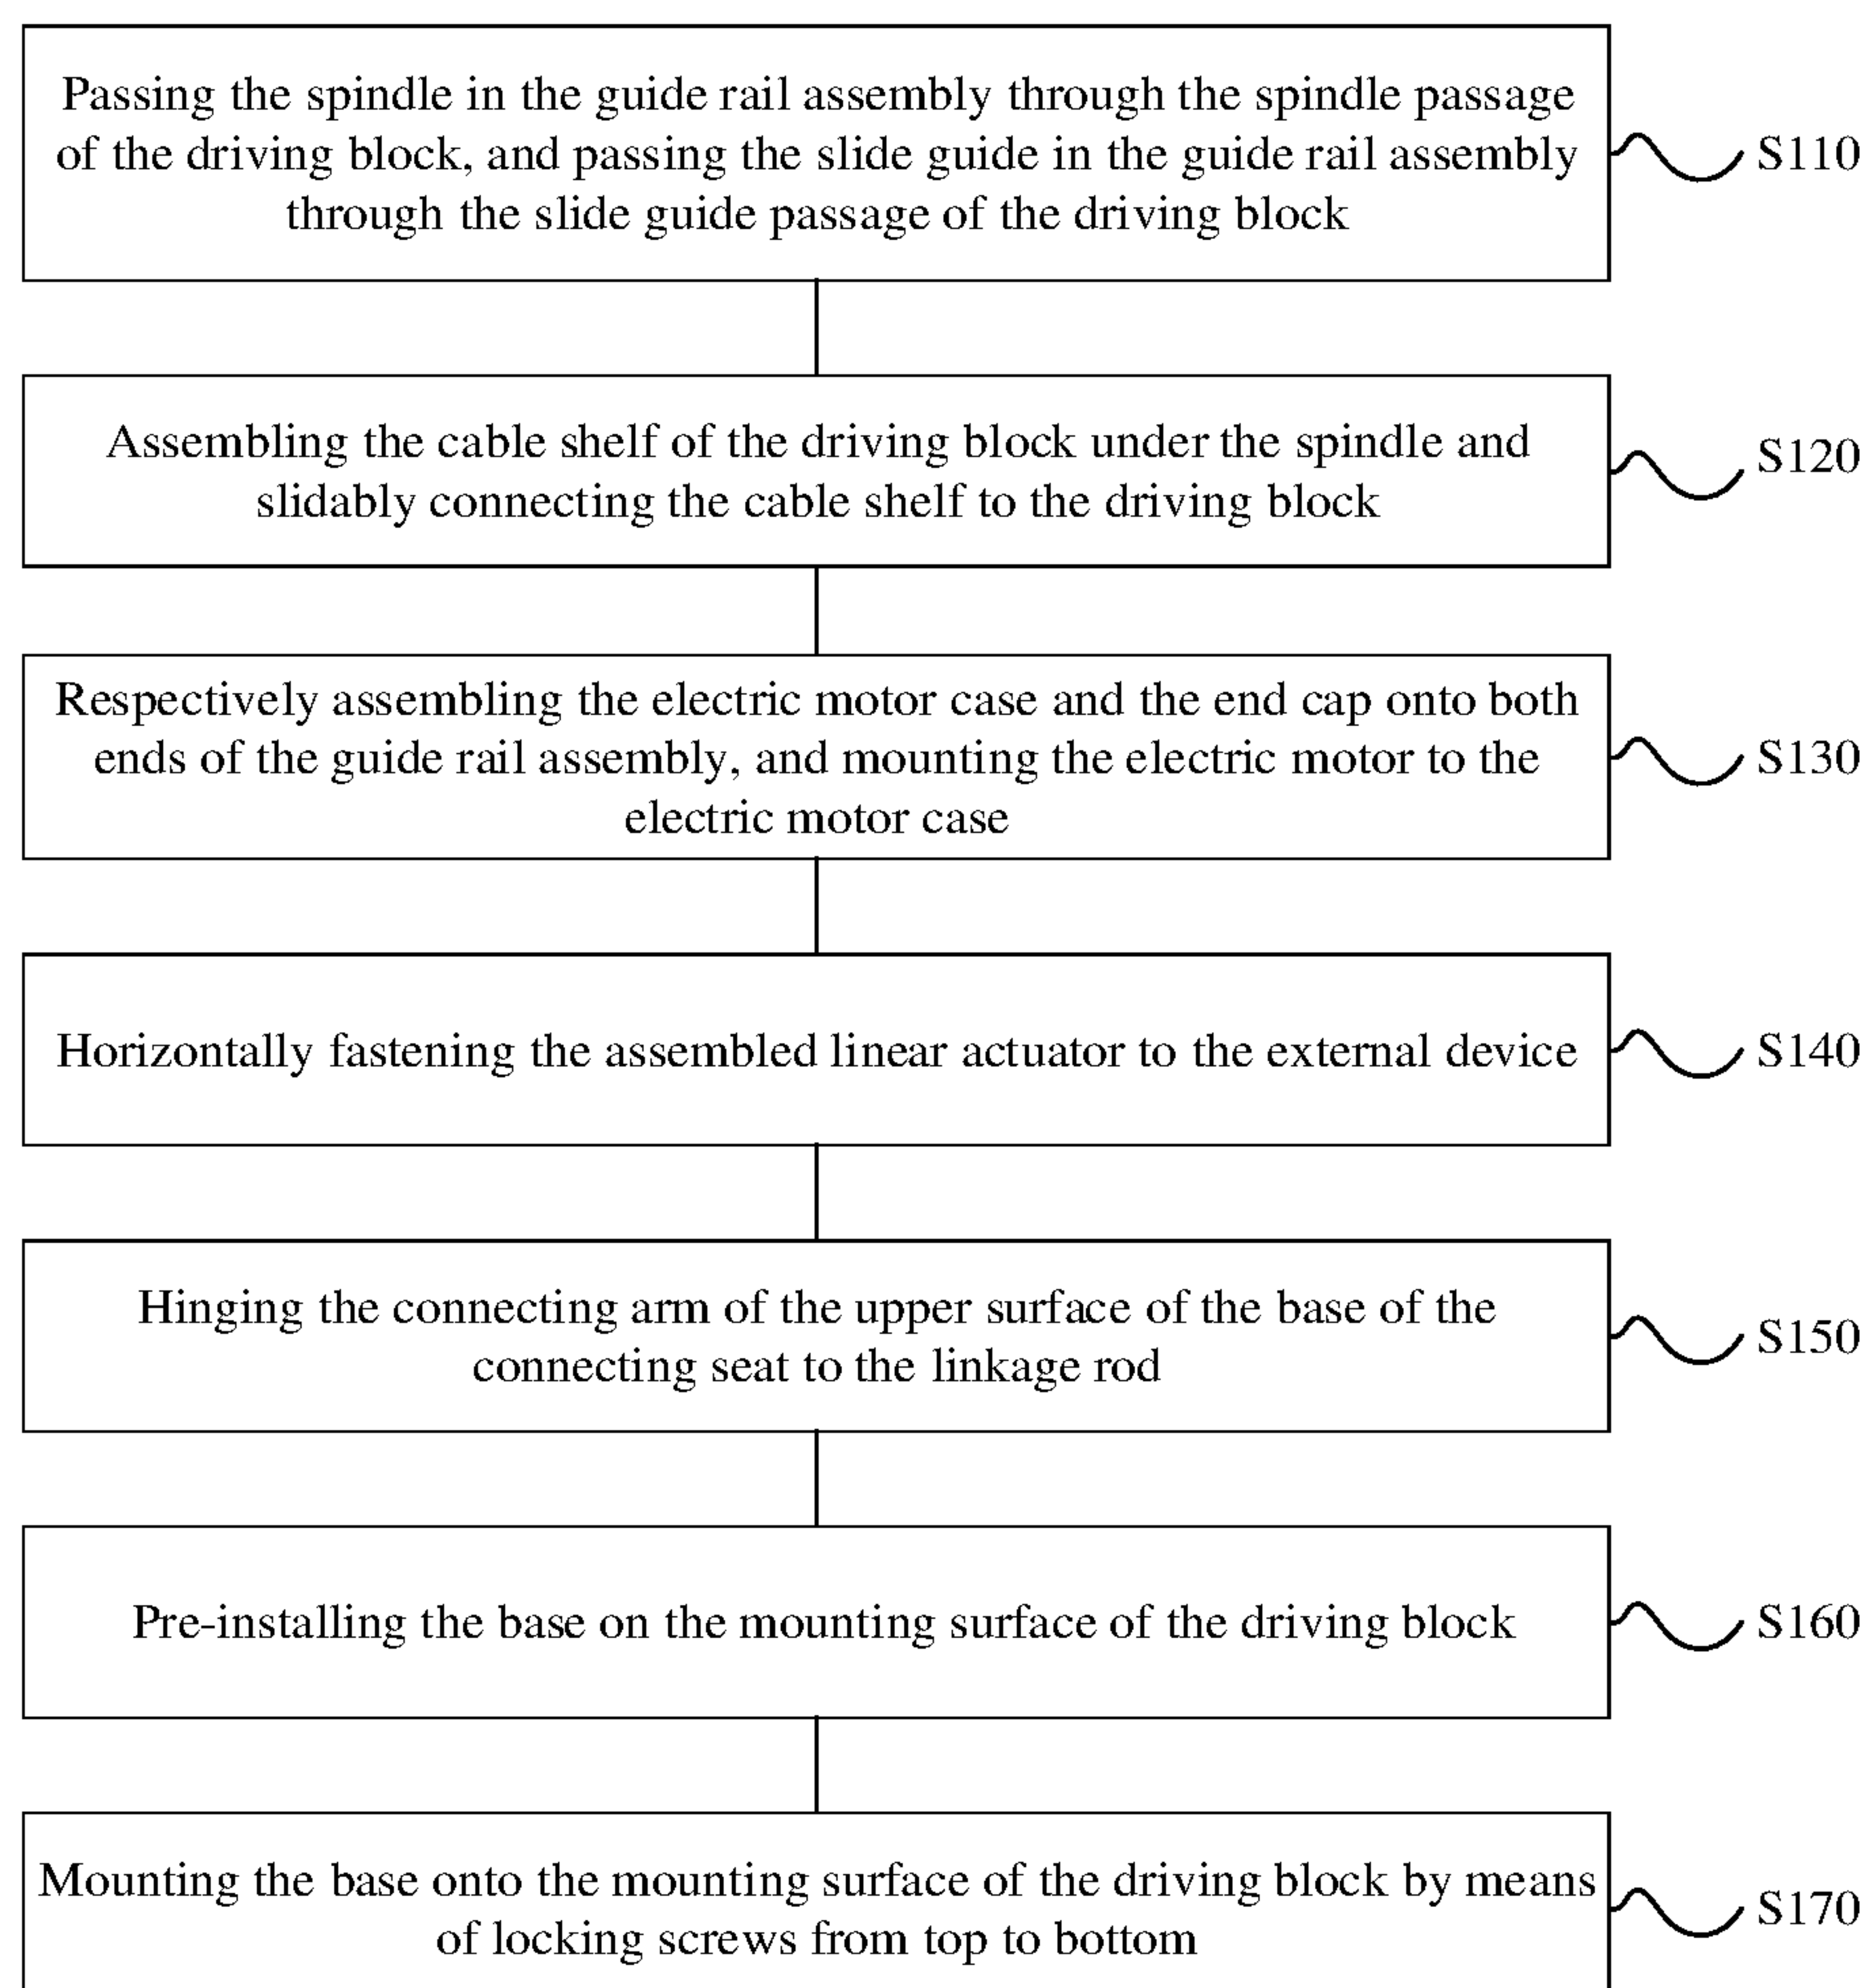 Passing the spindle in the guide rail assembly through the spindle passage
of the driving block, and passing the slide guide in the guide rail assembly
through the slide guide passage of the driving block
S110
Assembling the cable shelf of the driving block under the spindle and
slidably connecting the cable shelf to the driving block
S120
Respectively assembling the electric motor case and the end cap onto both
ends of the guide rail assembly, and mounting the electric motor to the
electric motor case
S130
Horizontally fastening the assembled linear actuator to the external device
S140
Hinging the connecting arm of the upper surface of the base of the
connecting seat to the linkage rod
S150
Pre-installing the base on the mounting surface of the driving block
S160
Mounting the base onto the mounting surface of the driving block by means
of locking screws from top to bottom
S170